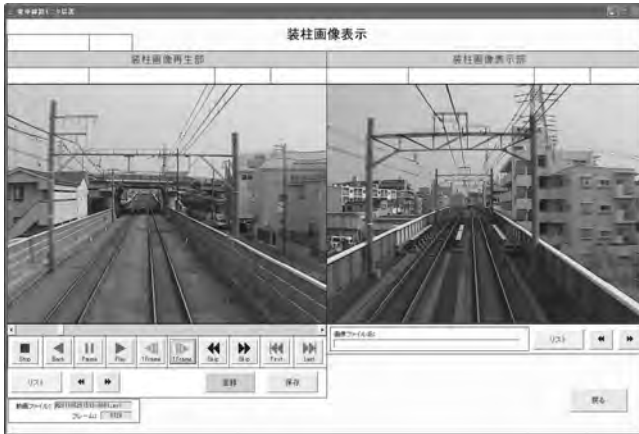 装柱画像表示
装柱画像再生部
装柱画像表示部
画像ファイル名:
Stop
Back
Pause
Play
1Frame
1Frame
Skip
Skip
First
Last
リスト
リスト
登録
保存
動画ファイル:
フレーム:
戻る